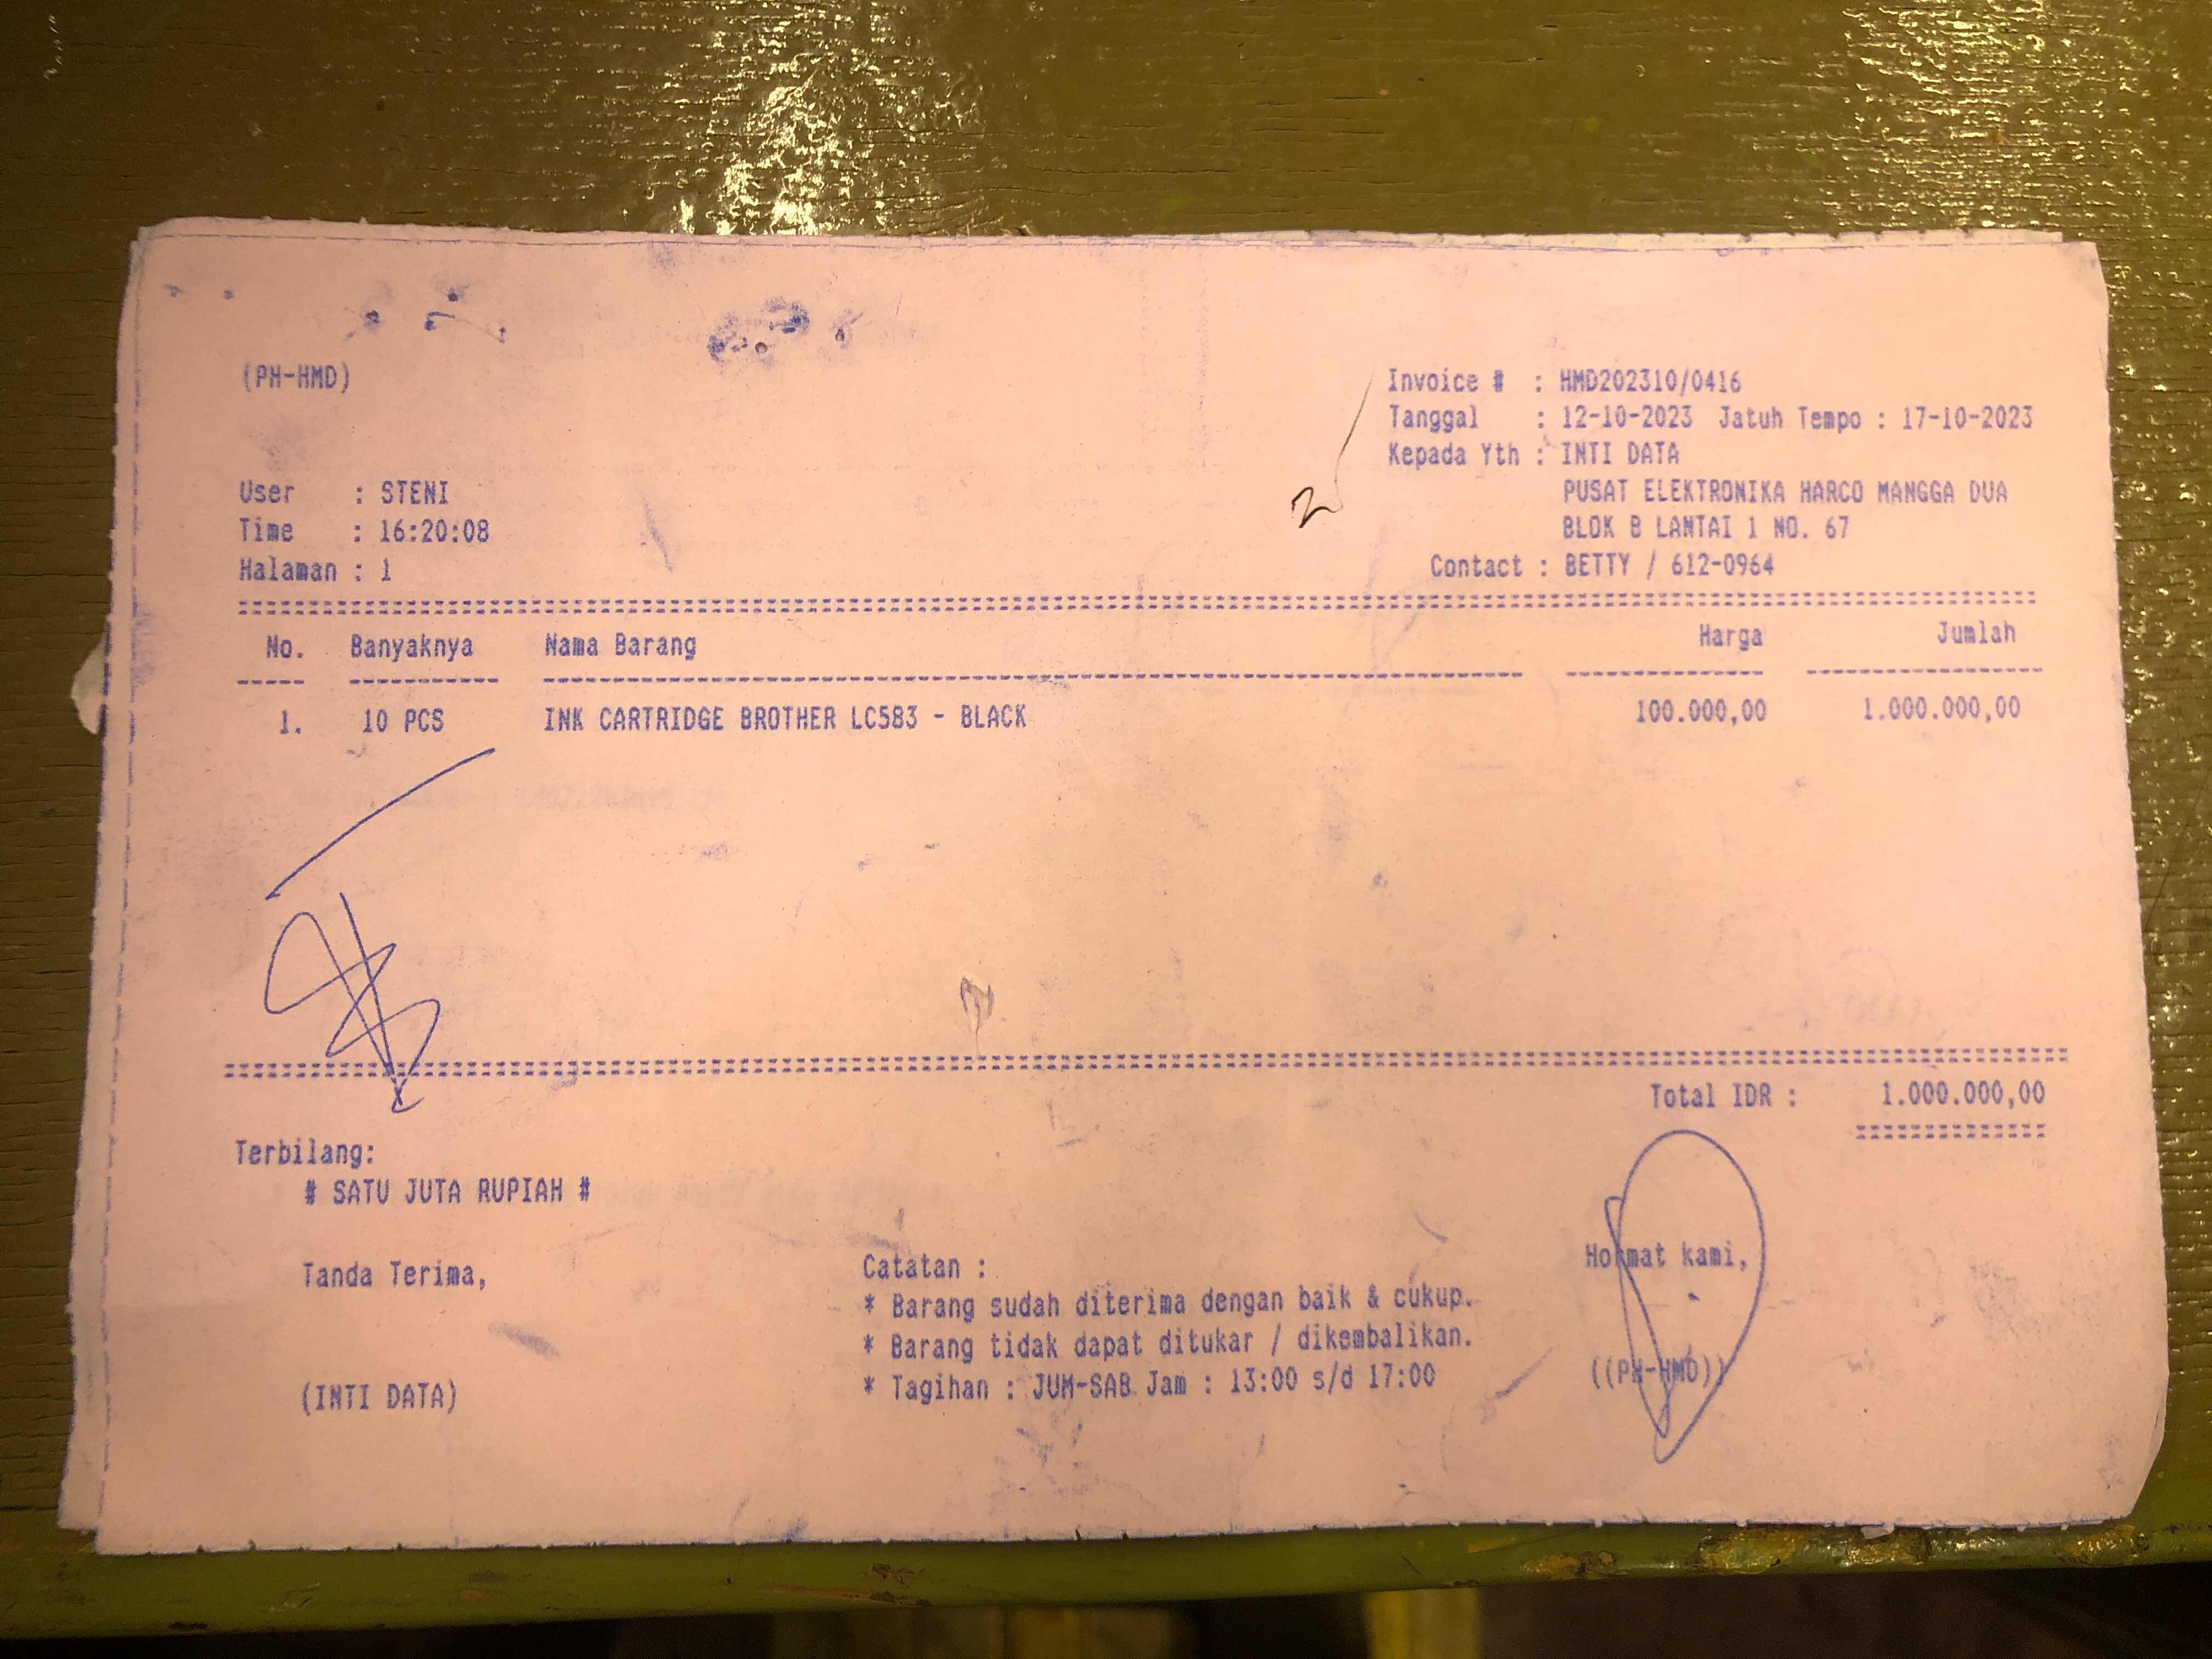 (PH-HMD)
Invoice # : HMD202310/0416
Tanggal : 12-10-2023 Jatuh Tempo : 17-10-2023
Kepada Yth : INTI DATA
PUSAT ELEKTRONIKA HARCO MANGGA DUA
BLOK B LANTAI 1 NO. 67
Contact : BETTY / 612-0964
2
User : STENI
Time : 16:20:08
Halaman : 1
No. Banyaknya Nama Barang Harga Jumlah
1. 10 PCS INK CARTRIDGE BROTHER LC583 - BLACK 100.000,00 1.000.000,00
Total IDR : 1.000.000,00
Terbilang:
# SATU JUTA RUPIAH #
Tanda Terima,
(INTI DATA)
Catatan :
* Barang sudah diterima dengan baik & cukup.
* Barang tidak dapat ditukar / dikembalikan.
* Tagihan : JUM-SAB Jam : 13:00 s/d 17:00
Hormat kami,
((PH-HMD))